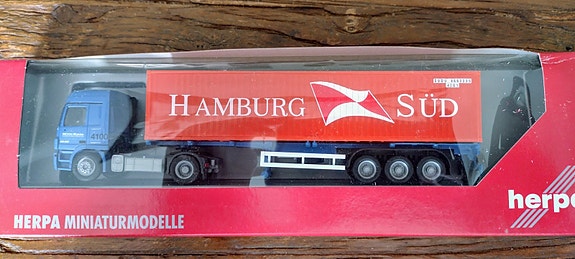 HAMBURG SÜD
4100
HERPA MINIATURMODELLE
herpa